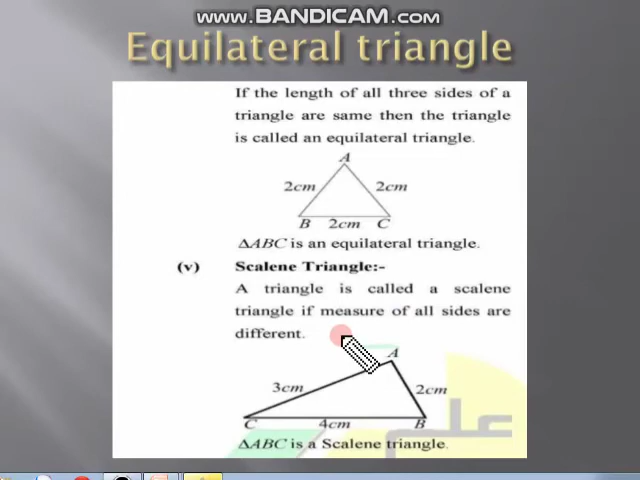 www.BANDICAM.com
Equilateral triangle
If the length of all three sides of a
triangle are same then the triangle
is called an equilateral triangle.
A
2cm 2cm
B 2cm C
ΔABC is an equilateral triangle.
(v) Scalene Triangle:-
A triangle is called a scalene
triangle if measure of all sides are
different.
A
3cm 2cm
C 4cm B
ΔABC is a Scalene triangle.